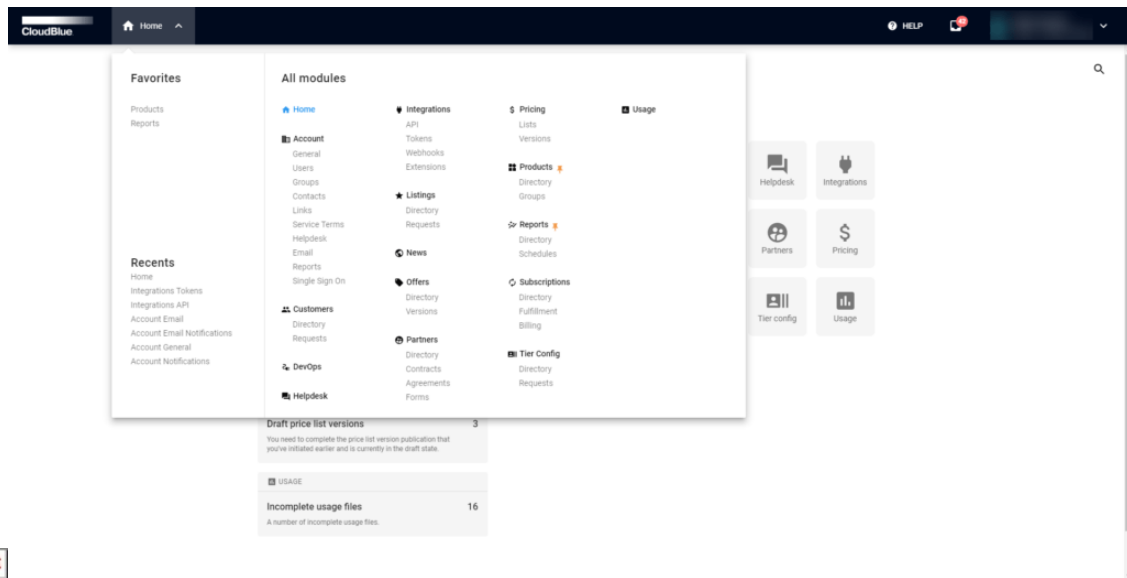 CloudBlue
Home
HELP
42
Favorites
Products
Reports
Recents
Home
Integrations Tokens
Integrations API
Account Email
Account Email Notifications
Account General
Account Notifications
All modules
Home
Account
General
Users
Groups
Contacts
Links
Service Terms
Helpdesk
Email
Reports
Single Sign On
Customers
Directory
Requests
DevOps
Helpdesk
Integrations
API
Tokens
Webhooks
Extensions
Listings
Directory
Requests
News
Offers
Directory
Versions
Partners
Directory
Contracts
Agreements
Forms
$ Pricing
Lists
Versions
Products
Directory
Groups
Reports
Directory
Schedules
Subscriptions
Directory
Fulfillment
Billing
Tier Config
Directory
Requests
Usage
Helpdesk
Integrations
Partners
$
Pricing
Tier config
Usage
Draft price list versions 3
You need to complete the price list version publication that
you've initiated earlier and is currently in the draft state.
USAGE
Incomplete usage files 16
A number of incomplete usage files.